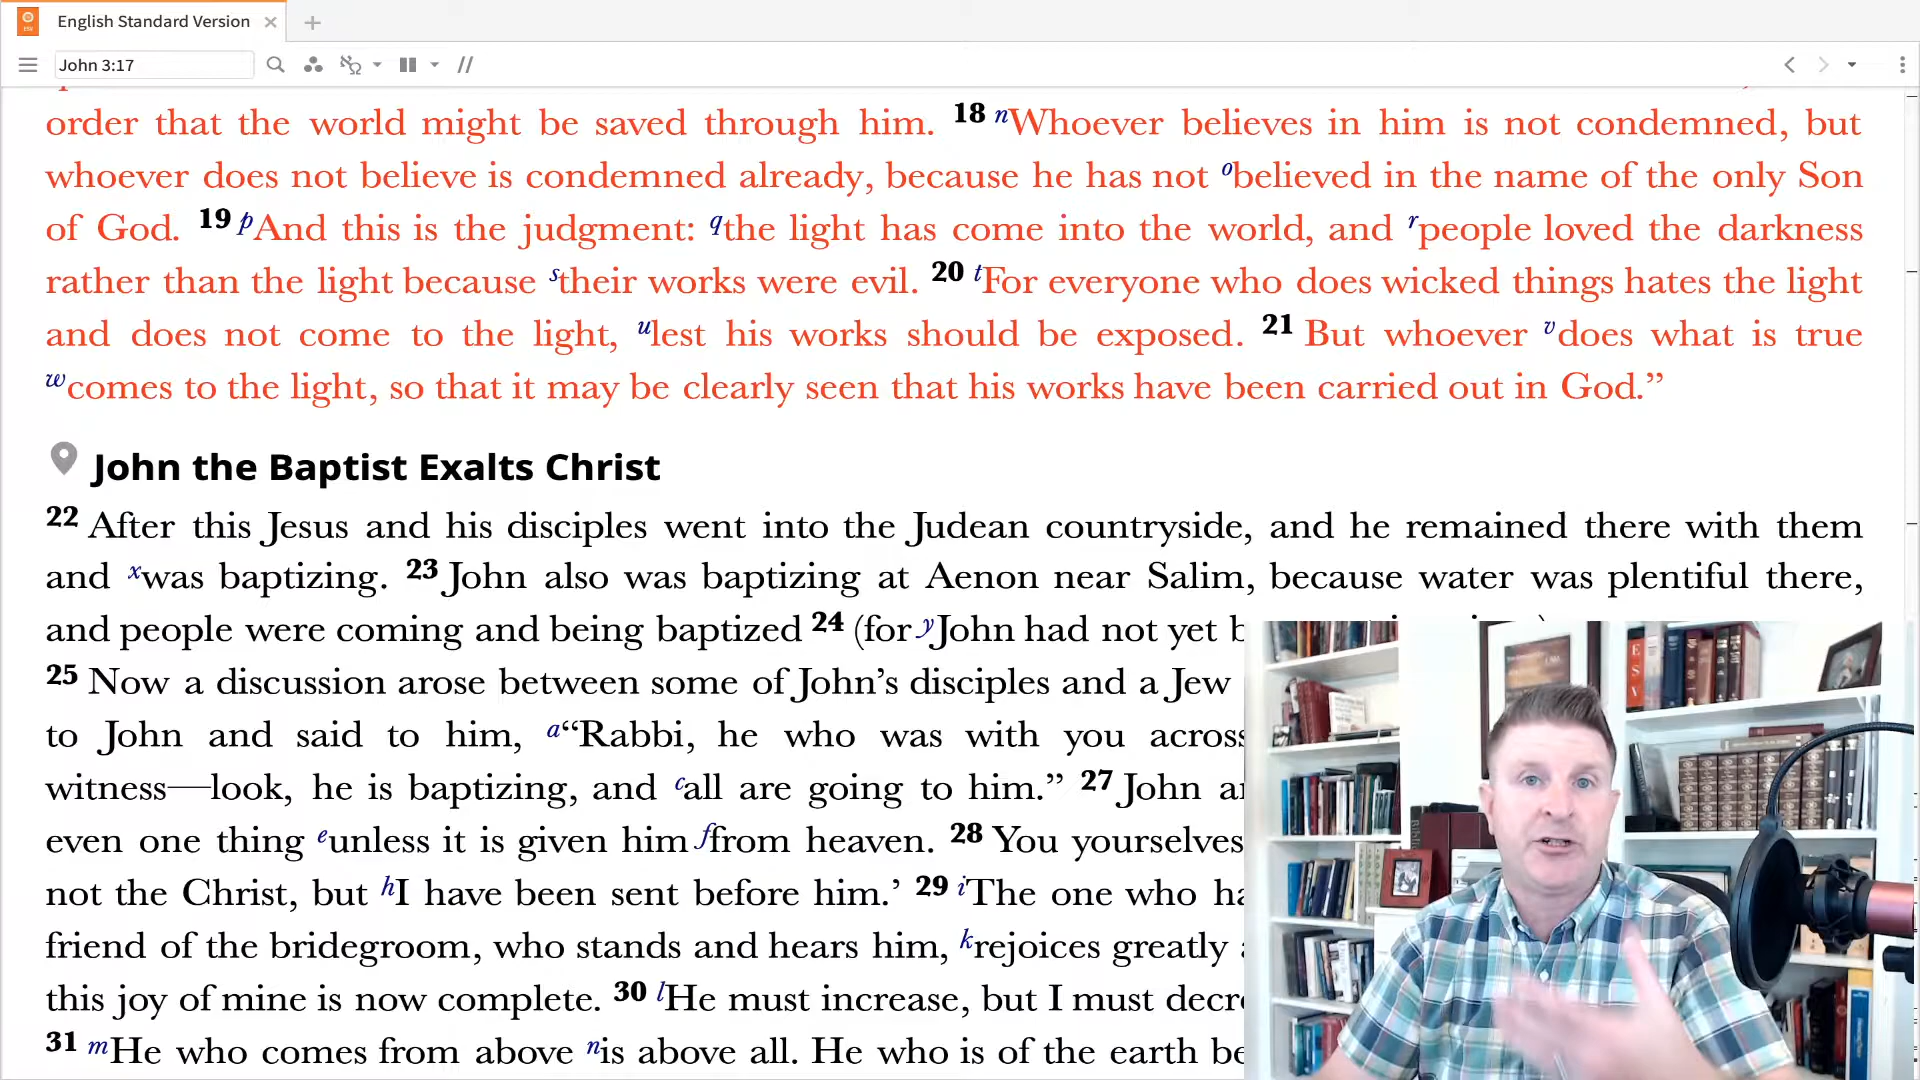 English Standard Version
John 3:17
order that the world might be saved through him. 18 nWhoever believes in him is not condemned, but
whoever does not believe is condemned already, because he has not obelieved in the name of the only Son
of God. 19 pAnd this is the judgment: qthe light has come into the world, and rpeople loved the darkness
rather than the light because stheir works were evil. 20 tFor everyone who does wicked things hates the light
and does not come to the light, ulest his works should be exposed. 21 But whoever vdoes what is true
wcomes to the light, so that it may be clearly seen that his works have been carried out in God.”
John the Baptist Exalts Christ
22 After this Jesus and his disciples went into the Judean countryside, and he remained there with them
and xwas baptizing. 23 John also was baptizing at Aenon near Salim, because water was plentiful there,
and people were coming and being baptized 24 (for yJohn had not yet
25 Now a discussion arose between some of John’s disciples and a Jew
to John and said to him, a“Rabbi, he who was with you across
witness—look, he is baptizing, and call are going to him.” 27 John
even one thing eunless it is given him ffrom heaven. 28 You yourselves
not the Christ, but hI have been sent before him.’ 29 iThe one who
friend of the bridegroom, who stands and hears him, krejoices greatly
this joy of mine is now complete. 30 lHe must increase, but I must
31 mHe who comes from above nis above all. He who is of the earth
ESV